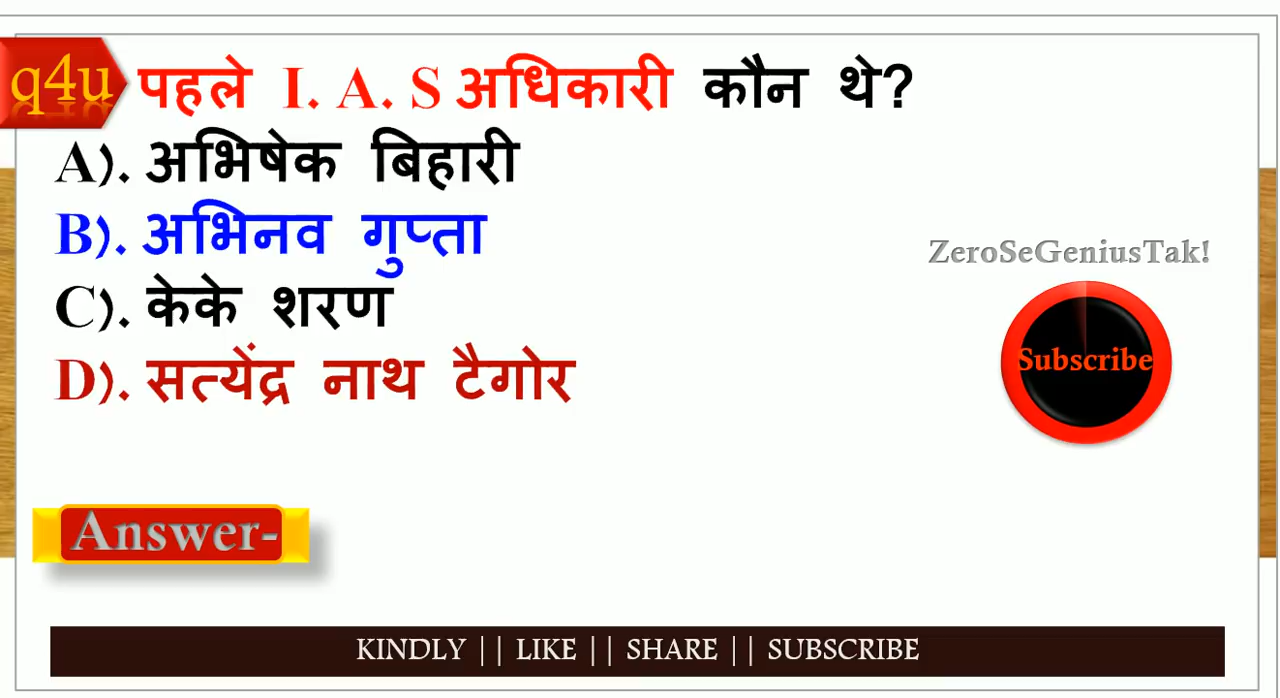 q4u पहले I. A. S अधिकारी कौन थे?
A). अभिषेक बिहारी
B). अभिनव गुप्ता
C). केके शरण
D). सत्येंद्र नाथ टैगोर
ZeroSeGeniusTak!
Subscribe
Answer-
KINDLY || LIKE || SHARE || SUBSCRIBE